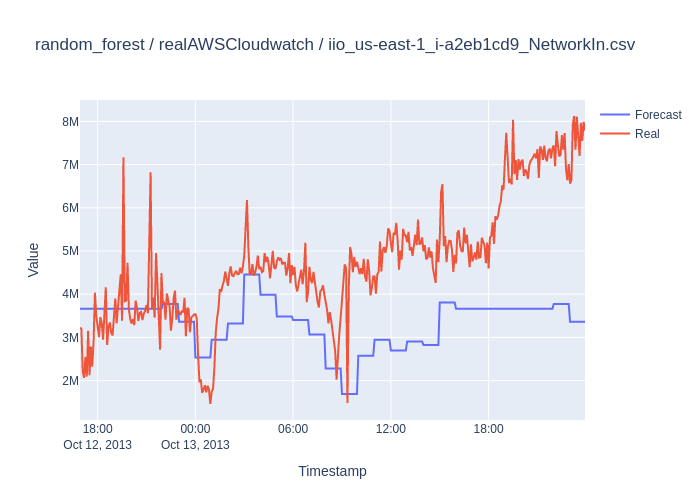 random_forest / realAWSCloudwatch / iio_us-east-1_i-a2eb1cd9_NetworkIn.csv
Forecast
Real
8M
7M
6M
5M
4M
3M
2M
Value
18:00
Oct 12, 2013
00:00
Oct 13, 2013
06:00
12:00
18:00
Timestamp